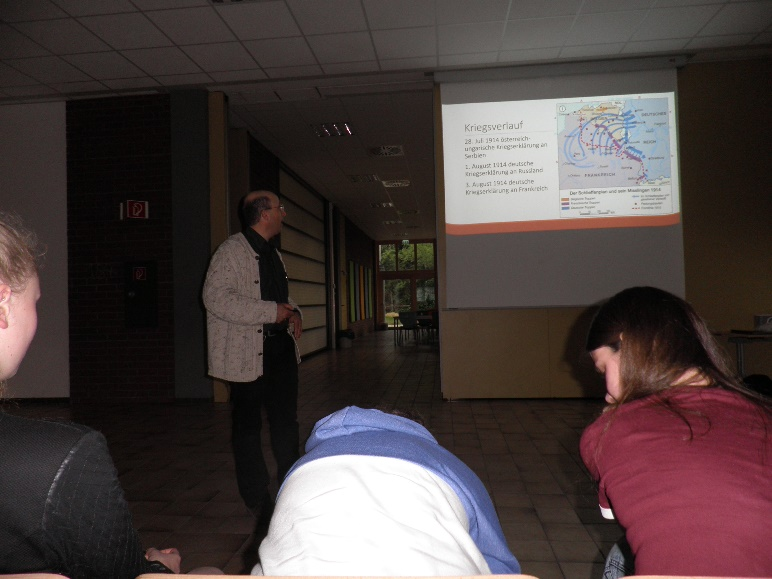 Kriegsverlauf
28. Juli 1914 österreich-
ungarische Kriegserklärung an
Serbien
1. August 1914 deutsche
Kriegserklärung an Russland
3. August 1914 deutsche
Kriegserklärung an Frankreich
DEUTSCHES
REICH
FRANKREICH
Der Schlieffenplan und sein Misslingen 1914